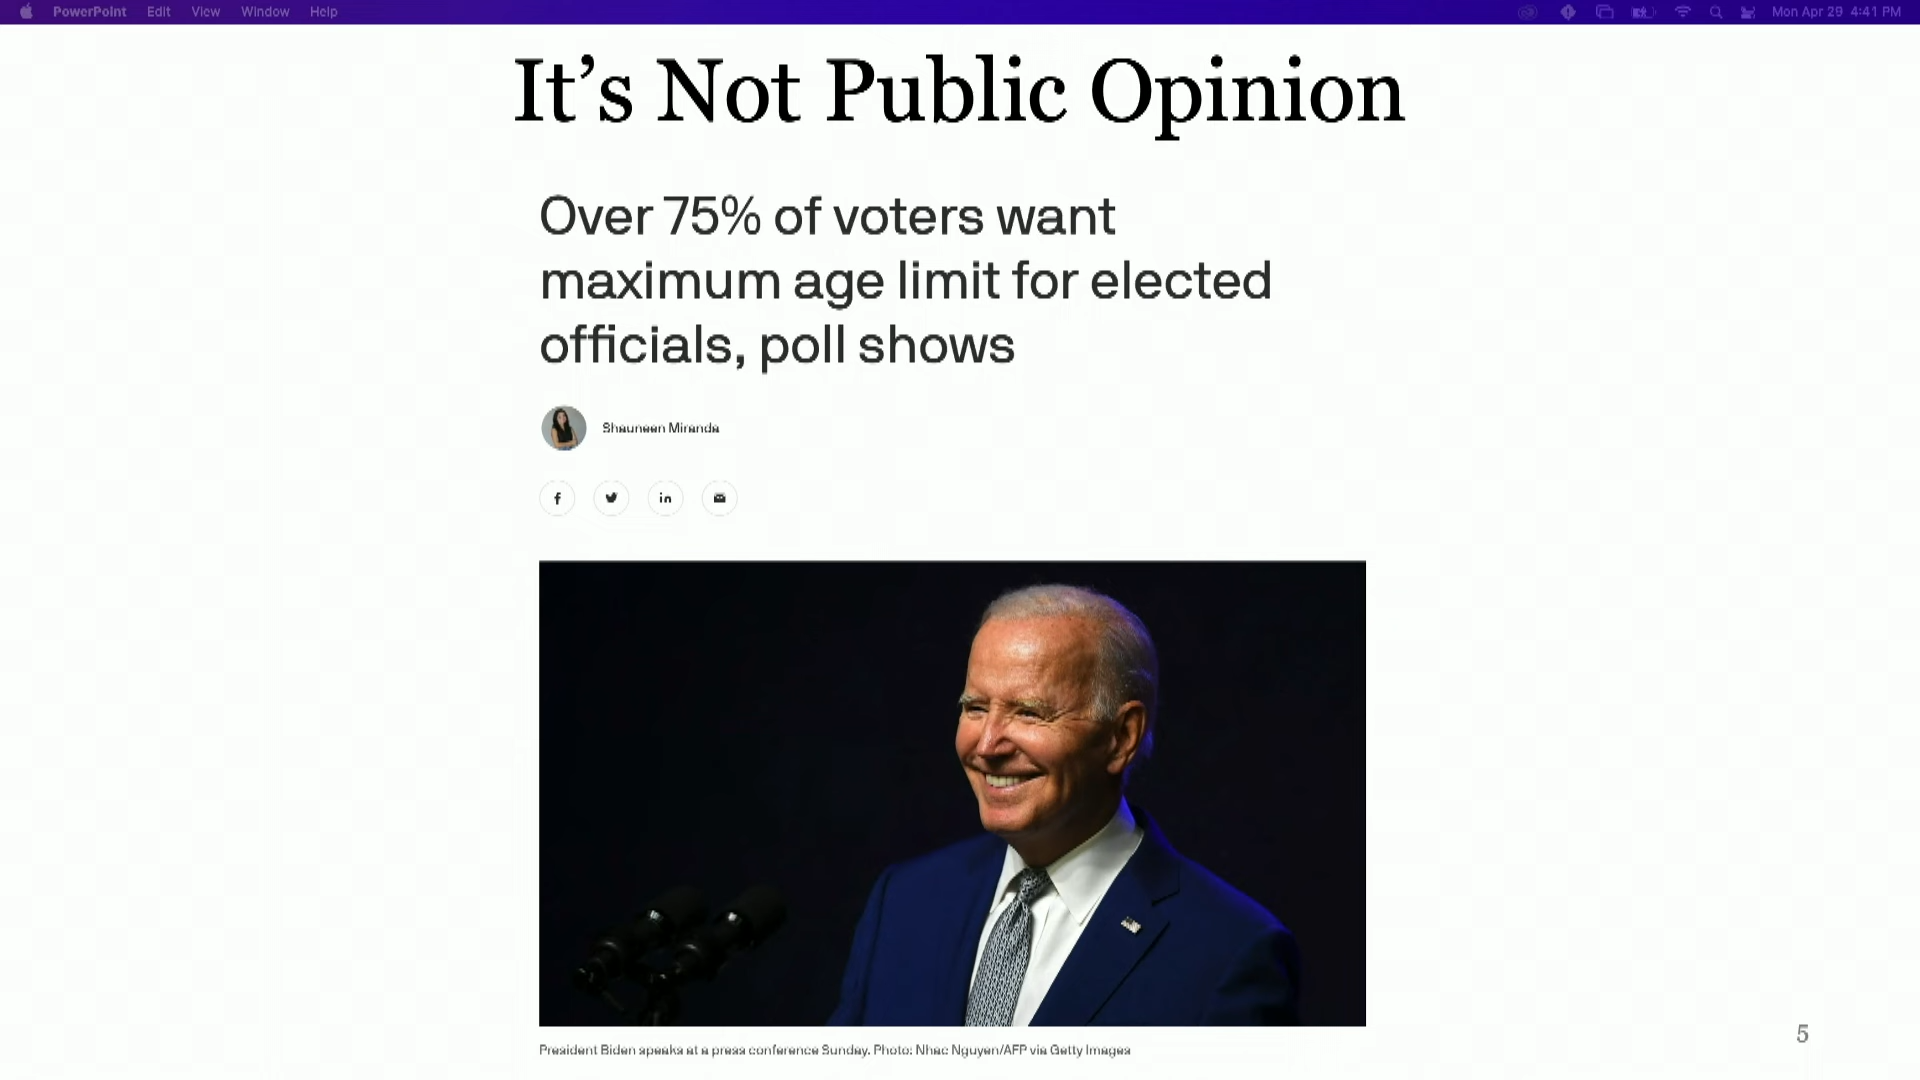 PowerPoint Edit View Window Help
Mon Apr 29 4:41 PM
It’s Not Public Opinion
Over 75% of voters want
maximum age limit for elected
officials, poll shows
Shauneen Miranda
President Biden speaks at a press conference Sunday. Photo: Nhac Nguyen/AFP via Getty Images
5